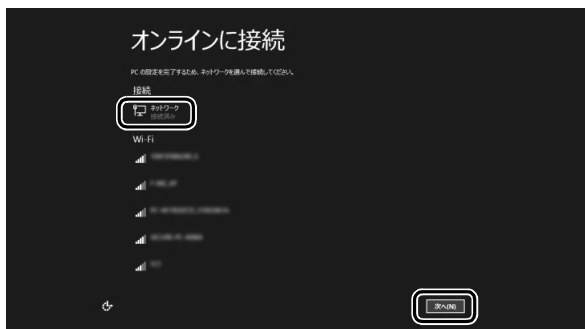 オンラインに接続
PC の設定を完了するため、ネットワークを選んで接続してください。
接続
ネットワーク
接続済み
Wi-Fi
次へ(N)